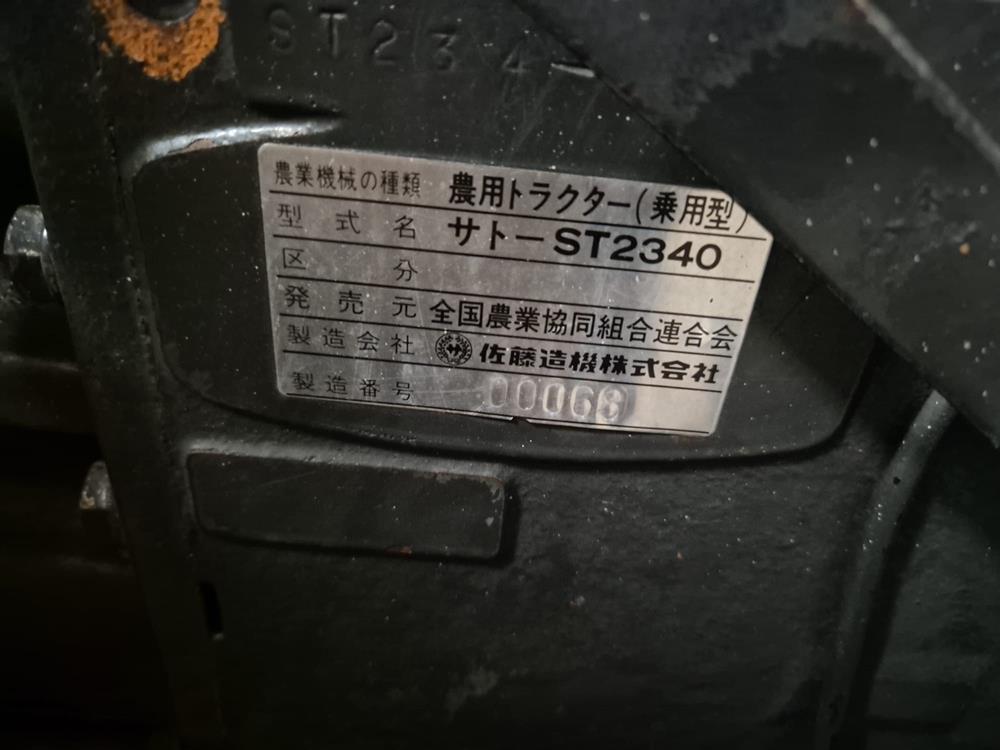 ST234
農業機械の種類 農用トラクター(乗用型)
型式名 サトーST2340
区分
発売元 全国農業協同組合連合会
製造会社 佐藤造機株式会社
製造番号